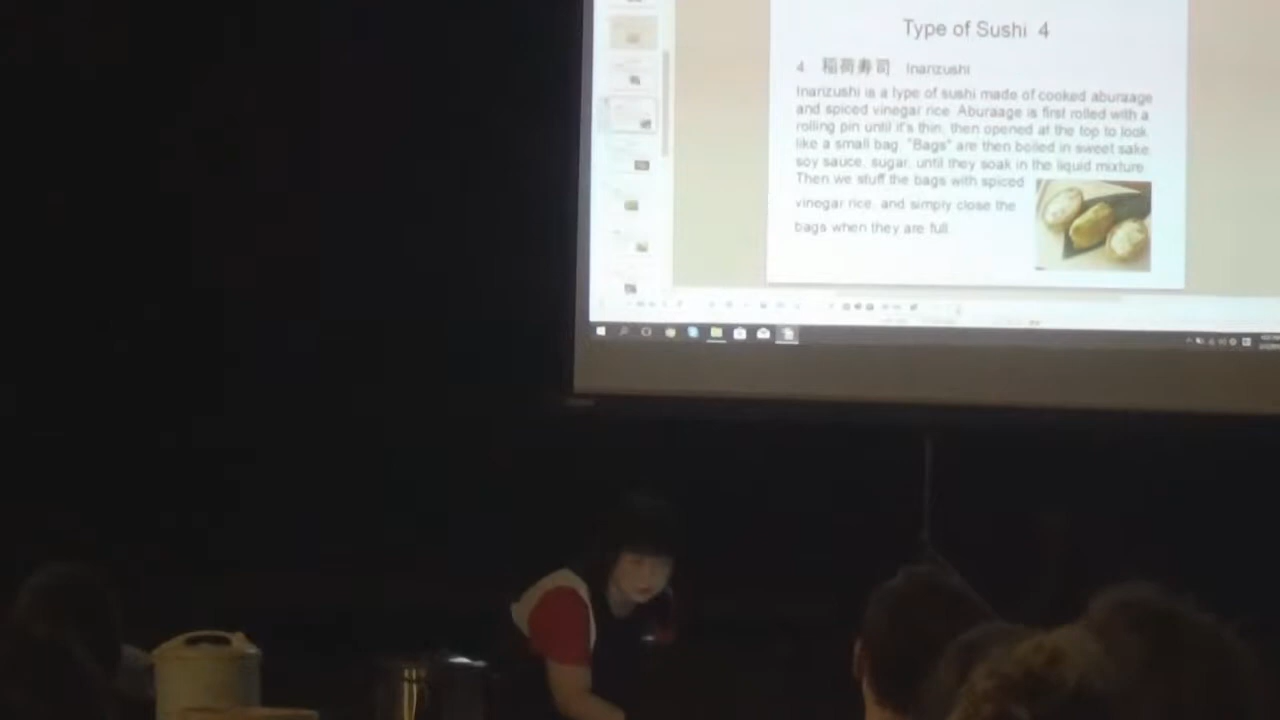 Type of Sushi 4
4 稲荷寿司 Inarizushi
Inarizushi is a type of sushi made of cooked aburaage
and spiced vinegar rice. Aburaage is first rolled with a
rolling pin until it's thin, then opened at the top to look
like a small bag. "Bags" are then boiled in sweet sake,
soy sauce, sugar, until they soak in the liquid mixture.
Then we stuff the bags with spiced
vinegar rice, and simply close the
bags when they are full.